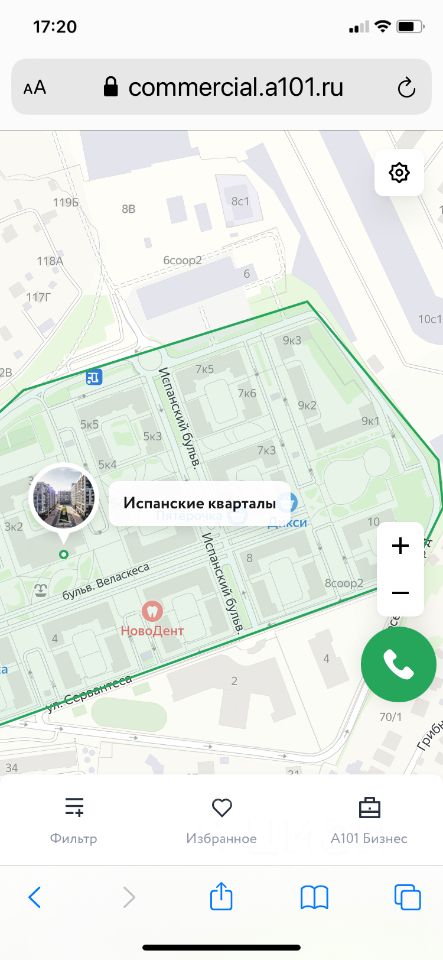 17:20
AA
commercial.a101.ru
119Б
8В
8с1
118А
6соор2
6
117Г
10с1
2В
9к3
7к5
7к6
9к2
5к5
5к3
9к1
Испанский бульв.
7к3
5к4
Испанские кварталы
Пятёрочка
Дикси
3к2
10
Испанский бульв.
8
8соор2
бульв. Веласкеса
НовоДент
4
4
2
ул. Сервантеса
70/1
Грибн
34
Фильтр
Избранное
А101 Бизнес